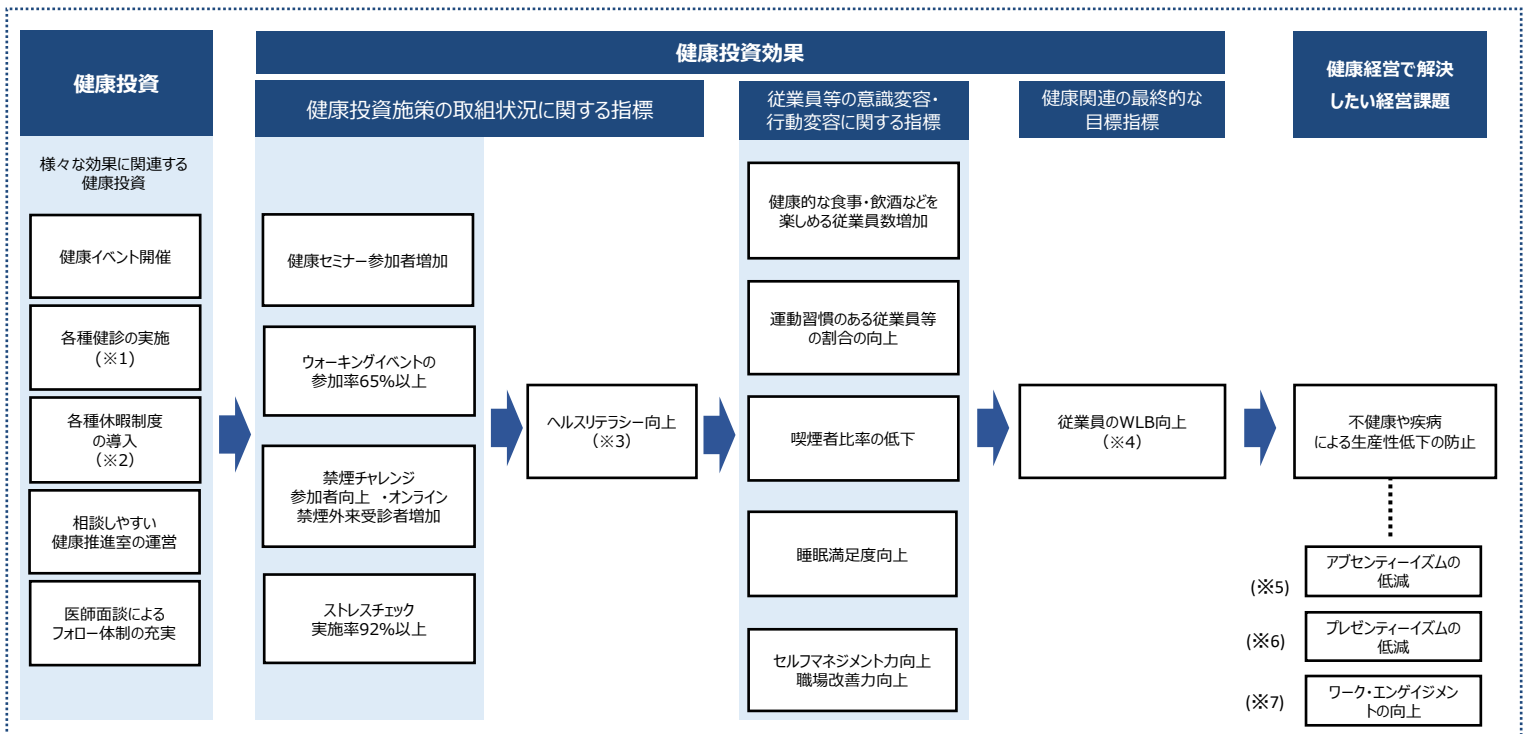 健康投資
健康投資効果
健康経営で解決
したい経営課題
健康投資施策の取組状況に関する指標
従業員等の意識変容・
行動変容に関する指標
健康関連の最終的な
目標指標
様々な効果に関連する
健康投資
健康イベント開催
各種健診の実施
(※1)
各種休暇制度
の導入
(※2)
相談しやすい
健康推進室の運営
医師面談による
フォロー体制の充実
健康セミナー参加者増加
ウォーキングイベントの
参加率65%以上
禁煙チャレンジ
参加者向上 ・オンライン
禁煙外来受診者増加
ストレスチェック
実施率92%以上
ヘルスリテラシー向上
(※3)
健康的な食事・飲酒などを
楽しめる従業員数増加
運動習慣のある従業員等
の割合の向上
喫煙者比率の低下
睡眠満足度向上
セルフマネジメント力向上
職場改善力向上
従業員のWLB向上
(※4)
不健康や疾病
による生産性低下の防止
(※5)
アブセンティーイズムの
低減
(※6)
プレゼンティーイズムの
低減
(※7)
ワーク・エンゲイジメン
トの向上